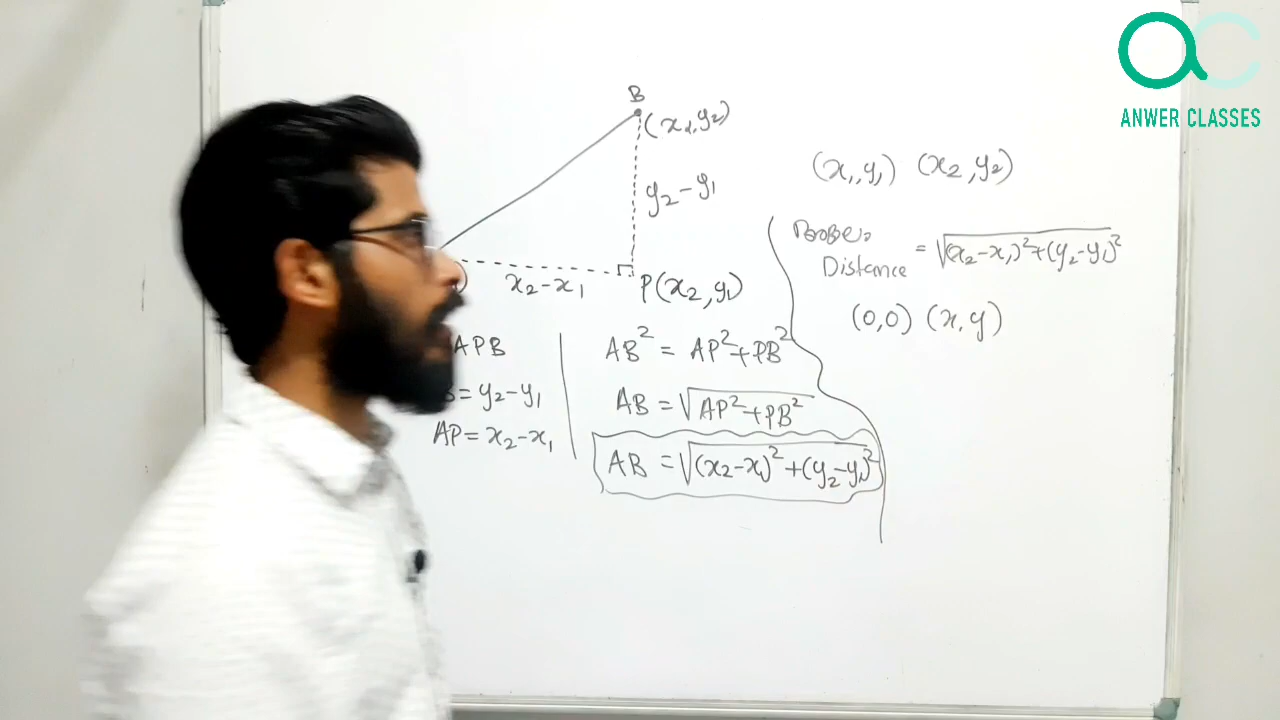 B
(x₂, y₂)
y₂-y₁
x₂-x₁
P(x₂, y₁)
APB
= y₂-y₁
AP = x₂-x₁
AB² = AP²+PB²
AB = √AP²+PB²
AB = √(x₂-x₁)²+(y₂-y₁)²
(x₁, y₁) (x₂, y₂)
Distance = √(x₂-x₁)²+(y₂-y₁)²
(0,0) (x, y)
ac
ANWER CLASSES